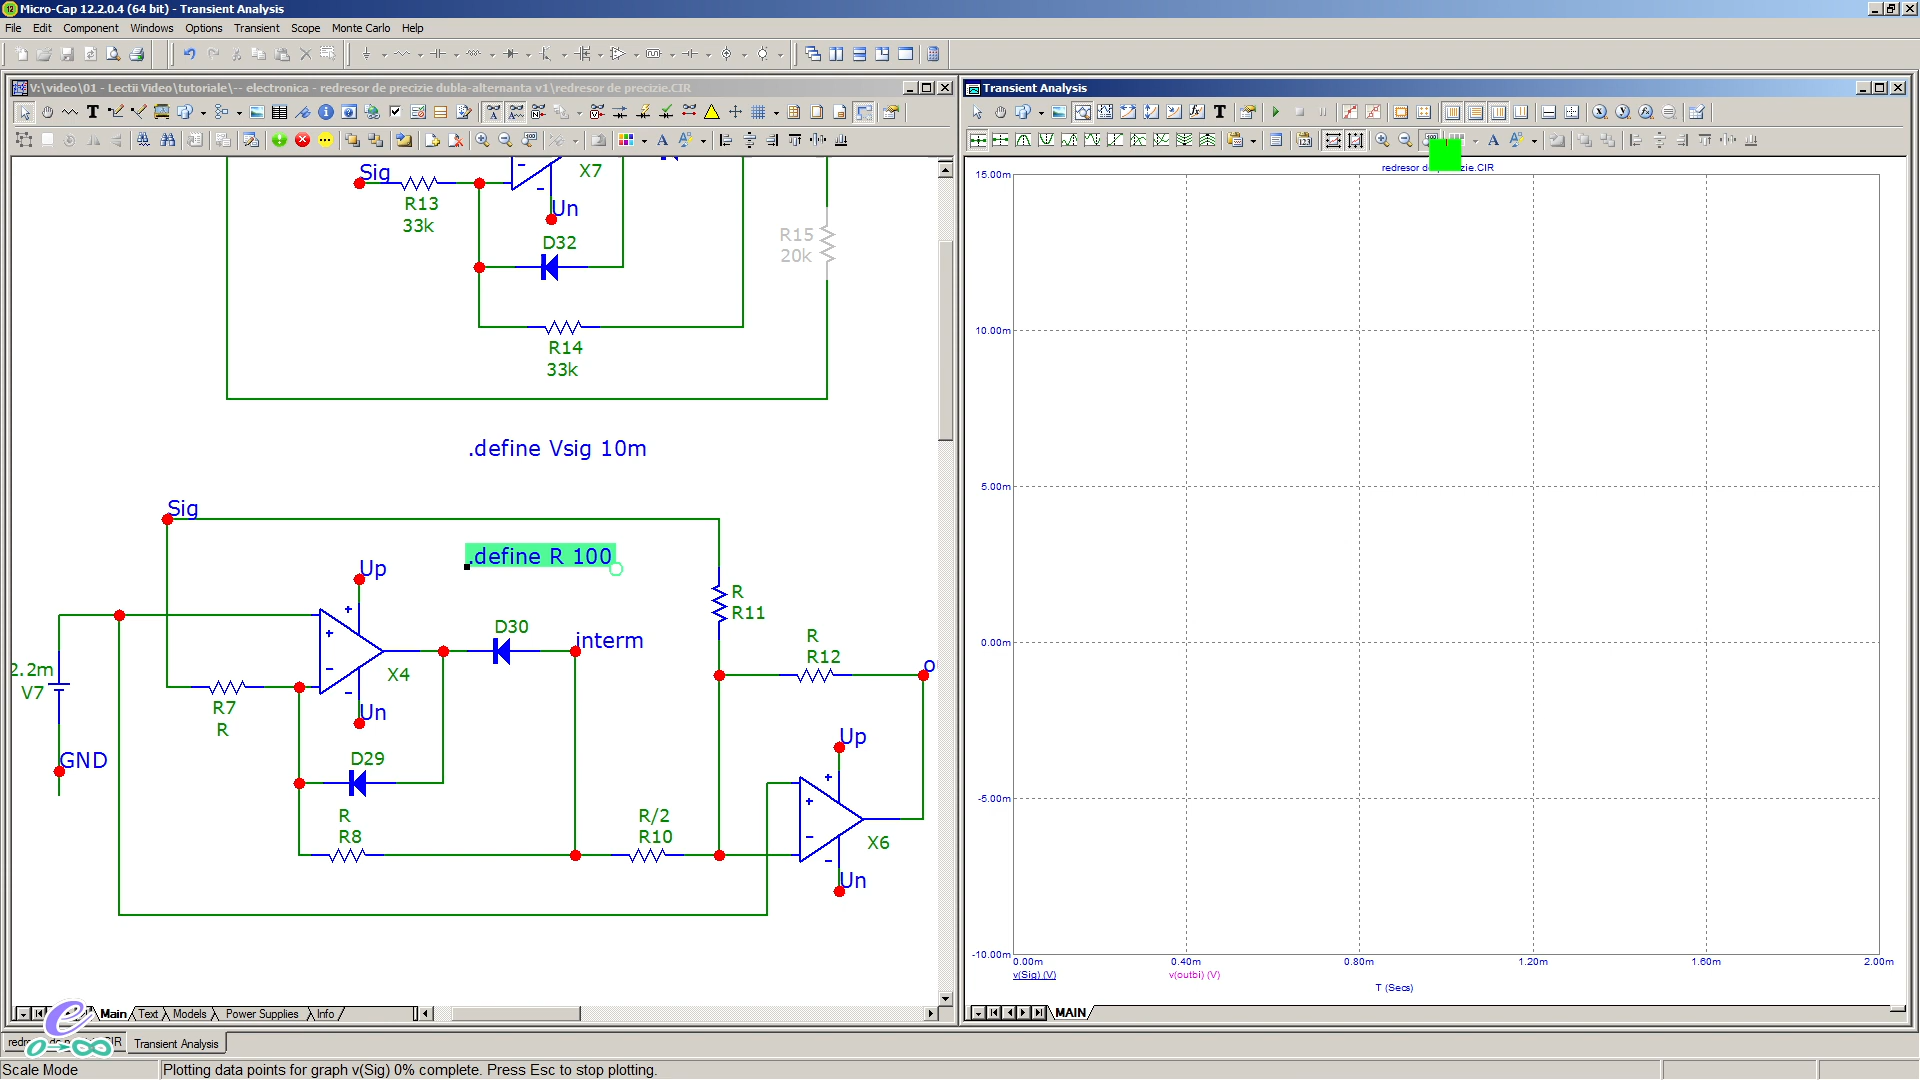 Micro-Cap 12.2.0.4 (64 bit) - Transient Analysis
File Edit Component Windows Options Transient Scope Monte Carlo Help
V:\video\01 - Lectii Video\tutoriale\-- electronica - redresor de precizie dubla-alternanta v1\redresor de precizie.CIR
Transient Analysis
Sig
R13
33k
X7
Un
D32
R14
33k
R15
20k
.define Vsig 10m
Sig
.define R 100
Up
X4
Un
D30
interm
R
R11
R
R12
2.2m
V7
GND
R7
R
D29
R
R8
R/2
R10
Up
X6
Un
15.00m
10.00m
5.00m
0.00m
-5.00m
-10.00m
0.00m 0.40m 0.80m 1.20m 1.60m 2.00m
v(Sig) (V) v(outbi) (V)
T (Secs)
Main Text Models Power Supplies Info
MAIN
Transient Analysis
Scale Mode
Plotting data points for graph v(Sig) 0% complete. Press Esc to stop plotting.